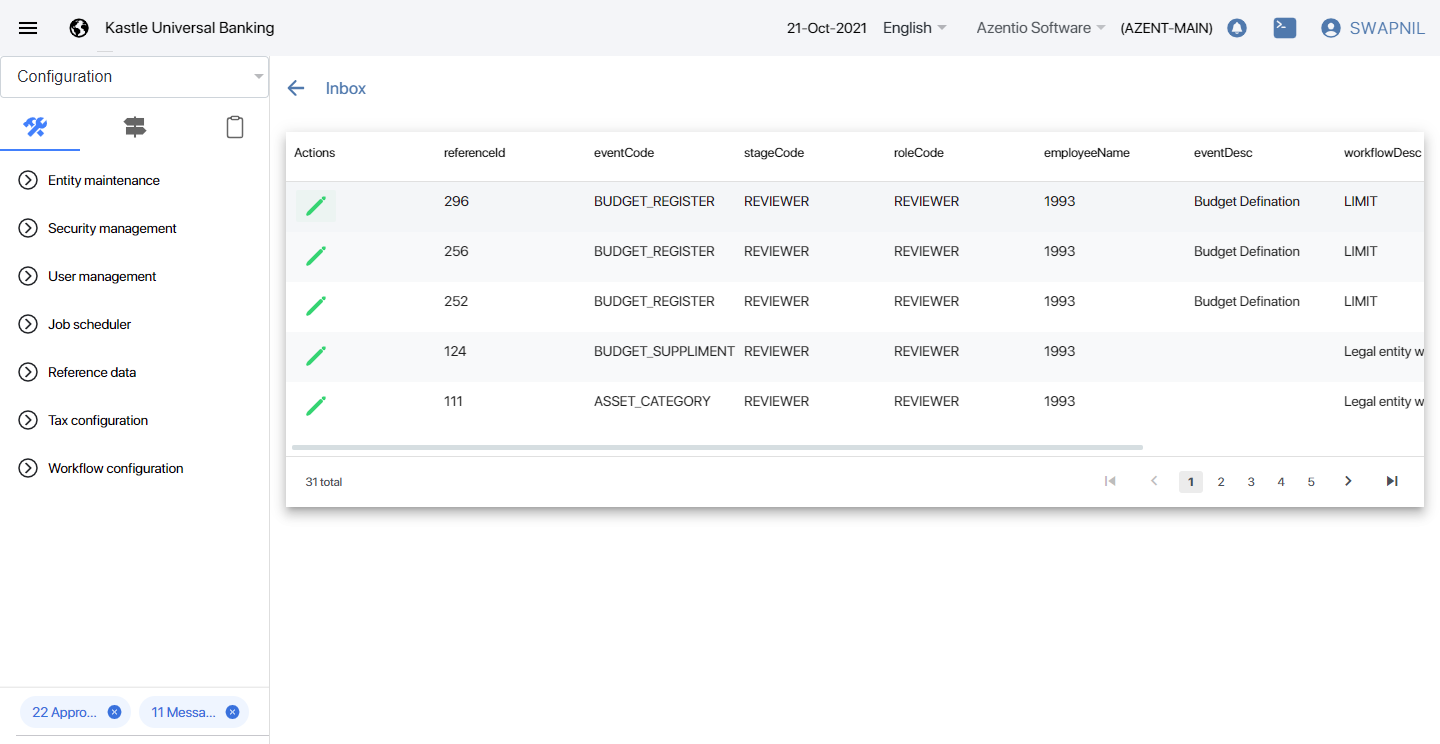 Kastle Universal Banking 21-Oct-2021 English Azentio Software (AZENT-MAIN) SWAPNIL
Configuration
Entity maintenance
Security management
User management
Job scheduler
Reference data
Tax configuration
Workflow configuration
22 Appro... 11 Messa...
Inbox
Actions referenceId eventCode stageCode roleCode employeeName eventDesc workflowDesc
296 BUDGET_REGISTER REVIEWER REVIEWER 1993 Budget Defination LIMIT
256 BUDGET_REGISTER REVIEWER REVIEWER 1993 Budget Defination LIMIT
252 BUDGET_REGISTER REVIEWER REVIEWER 1993 Budget Defination LIMIT
124 BUDGET_SUPPLIMENT REVIEWER REVIEWER 1993 Legal entity w
111 ASSET_CATEGORY REVIEWER REVIEWER 1993 Legal entity w
31 total 1 2 3 4 5